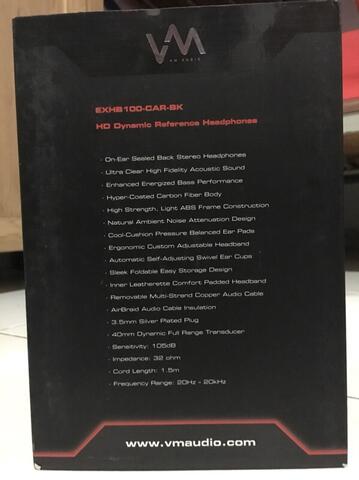 VM
VM AUDIO
EXHB100-CAR-BK
HD Dynamic Reference Headphones
· On-Ear Sealed Back Stereo Headphones
· Ultra Clear High Fidelity Acoustic Sound
· Enhanced Energized Bass Performance
· Hyper-Coated Carbon Fiber Body
· High Strength, Light ABS Frame Construction
· Natural Ambient Noise Attenuation Design
· Cool-Cushion Pressure Balanced Ear Pads
· Ergonomic Custom Adjustable Headband
· Automatic Self-Adjusting Swivel Ear Cups
· Sleek Foldable Easy Storage Design
· Inner Leatherette Comfort Padded Headband
· Removable Multi-Strand Copper Audio Cable
· AirBraid Audio Cable Insulation
· 3.5mm Silver Plated Plug
· 40mm Dynamic Full Range Transducer
· Sensitivity: 105dB
· Impedance: 32 ohm
· Cord Length: 1.5m
· Frequency Range: 20Hz - 20kHz
www.vmaudio.com